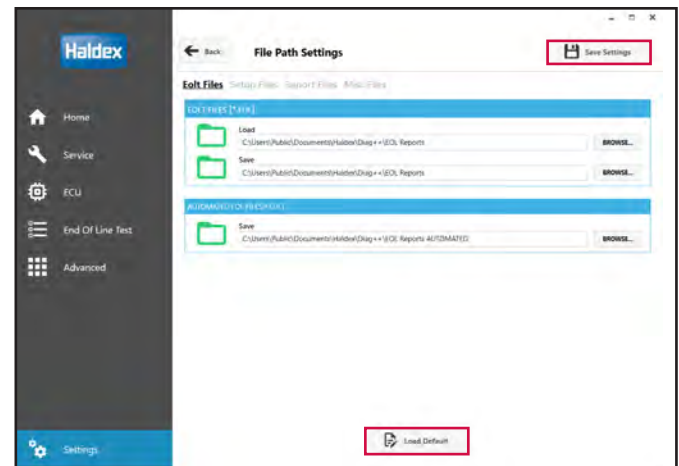 Haldex
Back
File Path Settings
Save Settings
Eolt Files Setup Files Support Files Misc Files
Home
Service
ECU
End Of Line Test
Advanced
Settings
Load
C:\Users\Public\Documents\Haldex\Diag++\EOL Reports
BROWSE...
Save
C:\Users\Public\Documents\Haldex\Diag++\EOL Reports
BROWSE...
Save
C:\Users\Public\Documents\Haldex\Diag++\EOL Reports AUTOMATED
BROWSE...
Load Default